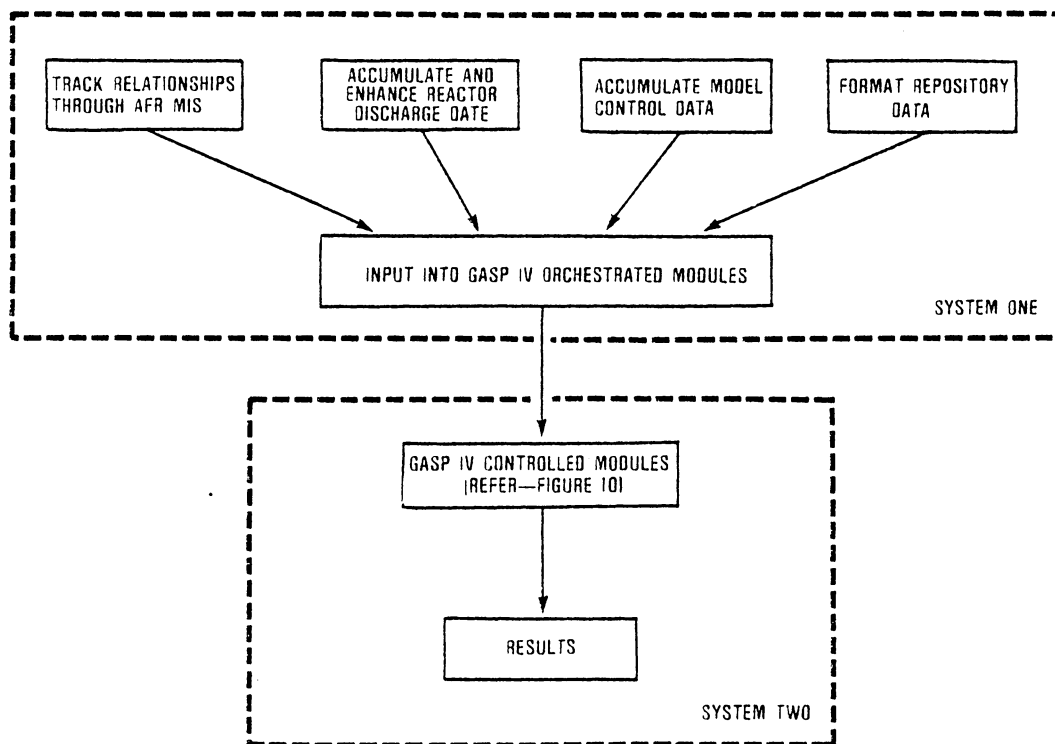 TRACK RELATIONSHIPS
THROUGH AFR MIS
ACCUMULATE AND
ENHANCE REACTOR
DISCHARGE DATE
ACCUMULATE MODEL
CONTROL DATA
FORMAT REPOSITORY
DATA
INPUT INTO GASP IV ORCHESTRATED MODULES
SYSTEM ONE
GASP IV CONTROLLED MODULES
(REFER—FIGURE 10)
RESULTS
SYSTEM TWO